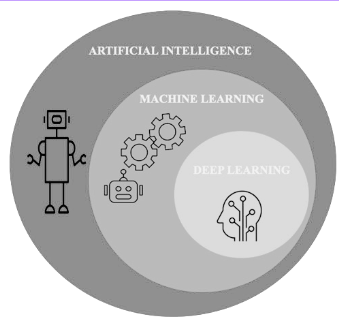 ARTIFICIAL INTELLIGENCE
MACHINE LEARNING
DEEP LEARNING